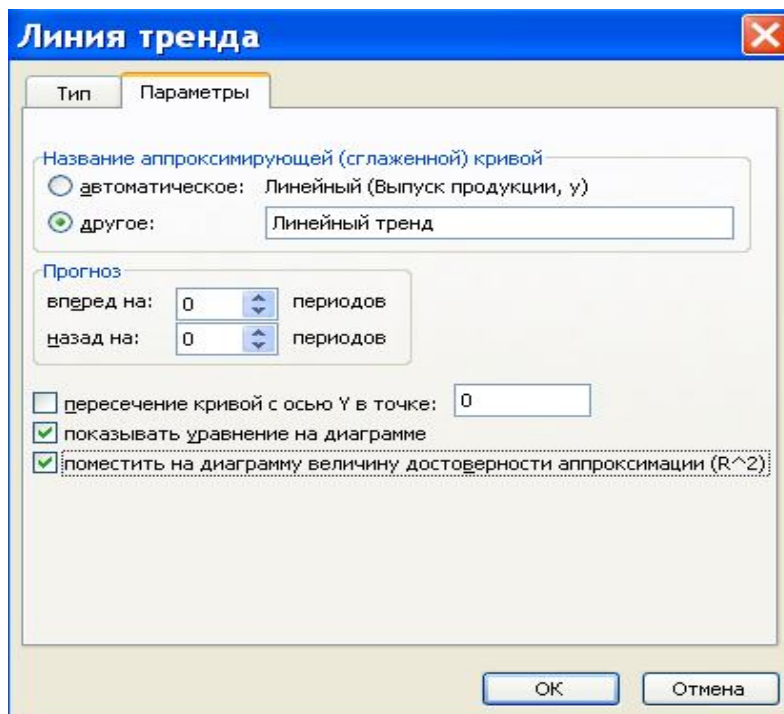 Линия тренда
Тип Параметры
Название аппроксимирующей (сглаженной) кривой
автоматическое: Линейный (Выпуск продукции, у)
другое: Линейный тренд
Прогноз
вперед на: 0 периодов
назад на: 0 периодов
пересечение кривой с осью Y в точке: 0
показывать уравнение на диаграмме
поместить на диаграмму величину достоверности аппроксимации (R^2)
ОК Отмена